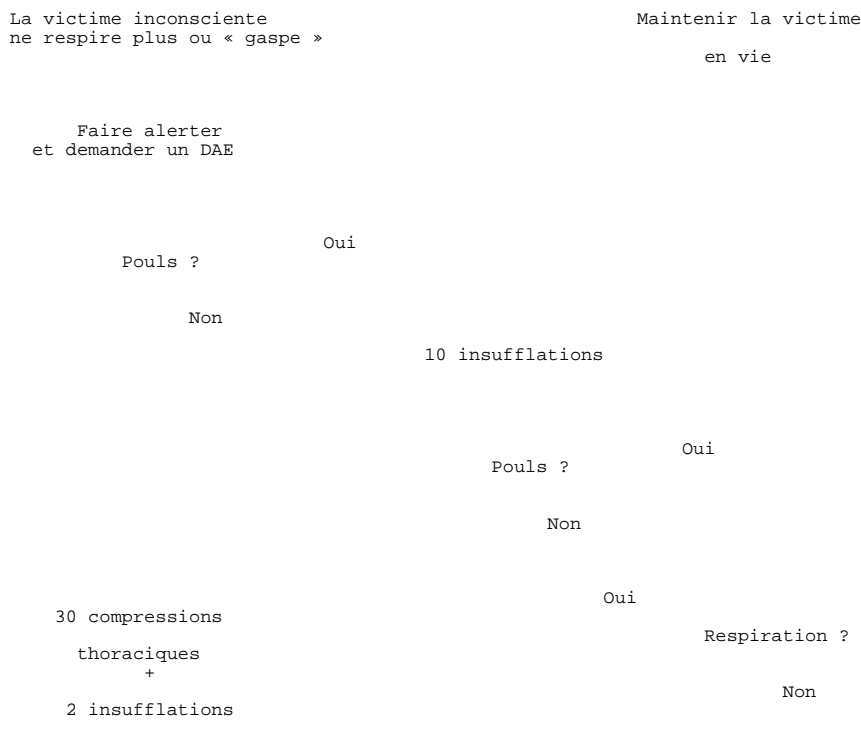 La victime inconsciente
ne respire plus ou « gaspe »
Maintenir la victime
en vie
Faire alerter
et demander un DAE
Oui
Pouls ?
Non
10 insufflations
Oui
Pouls ?
Non
Oui
30 compressions
Respiration ?
thoraciques
+
Non
2 insufflations